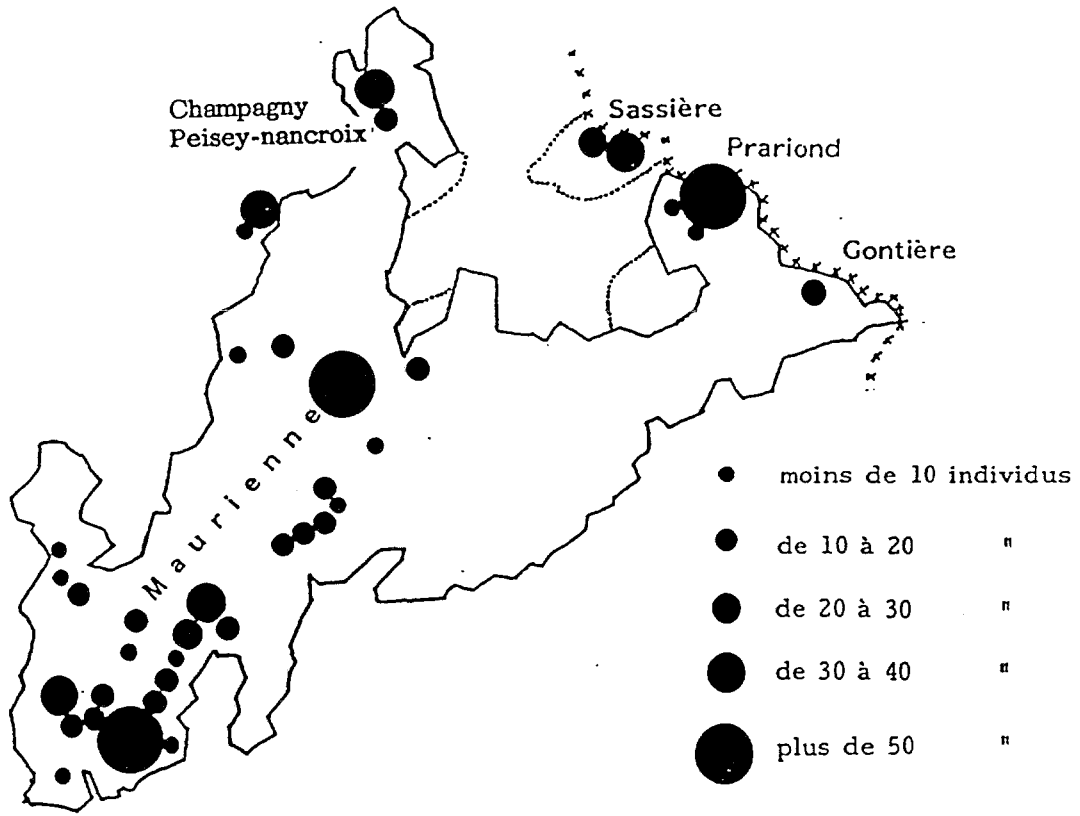 Champagny
Peisey-nancroix
Sassière
Prariond
Gontière
Maurienne
moins de 10 individus
de 10 à 20 "
de 20 à 30 "
de 30 à 40 "
plus de 50 "